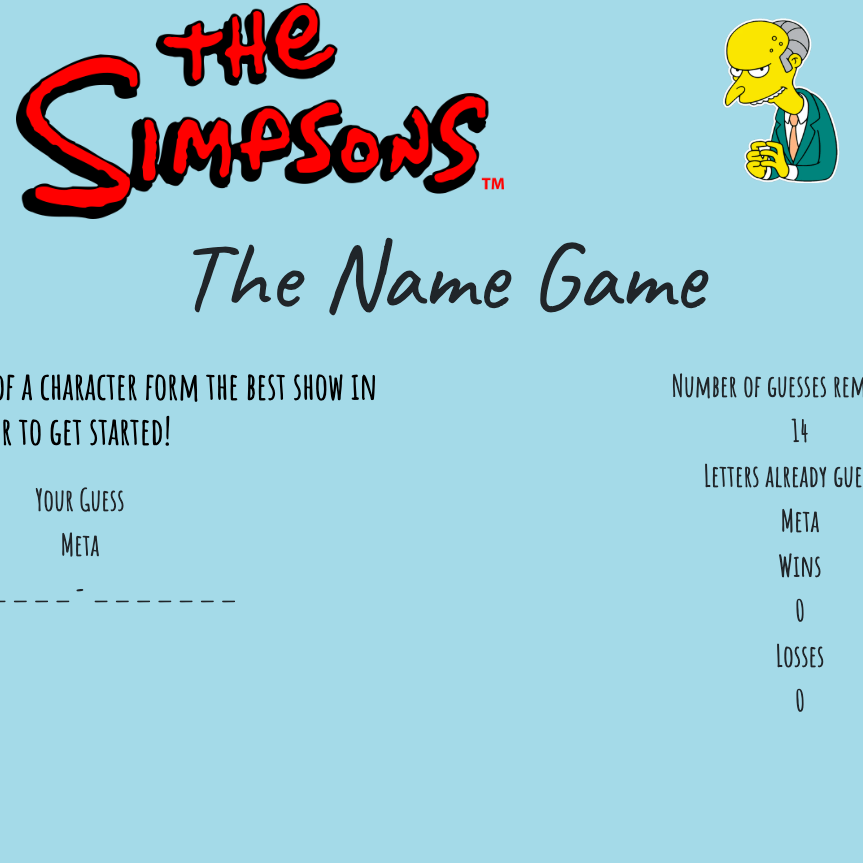 THE
SIMPSONS
TM
The Name Game
OF A CHARACTER FORM THE BEST SHOW IN
R TO GET STARTED!
YOUR GUESS
META
_ _ _ _ - _ _ _ _ _ _ _
NUMBER OF GUESSES REM
14
LETTERS ALREADY GUE
META
WINS
0
LOSSES
0